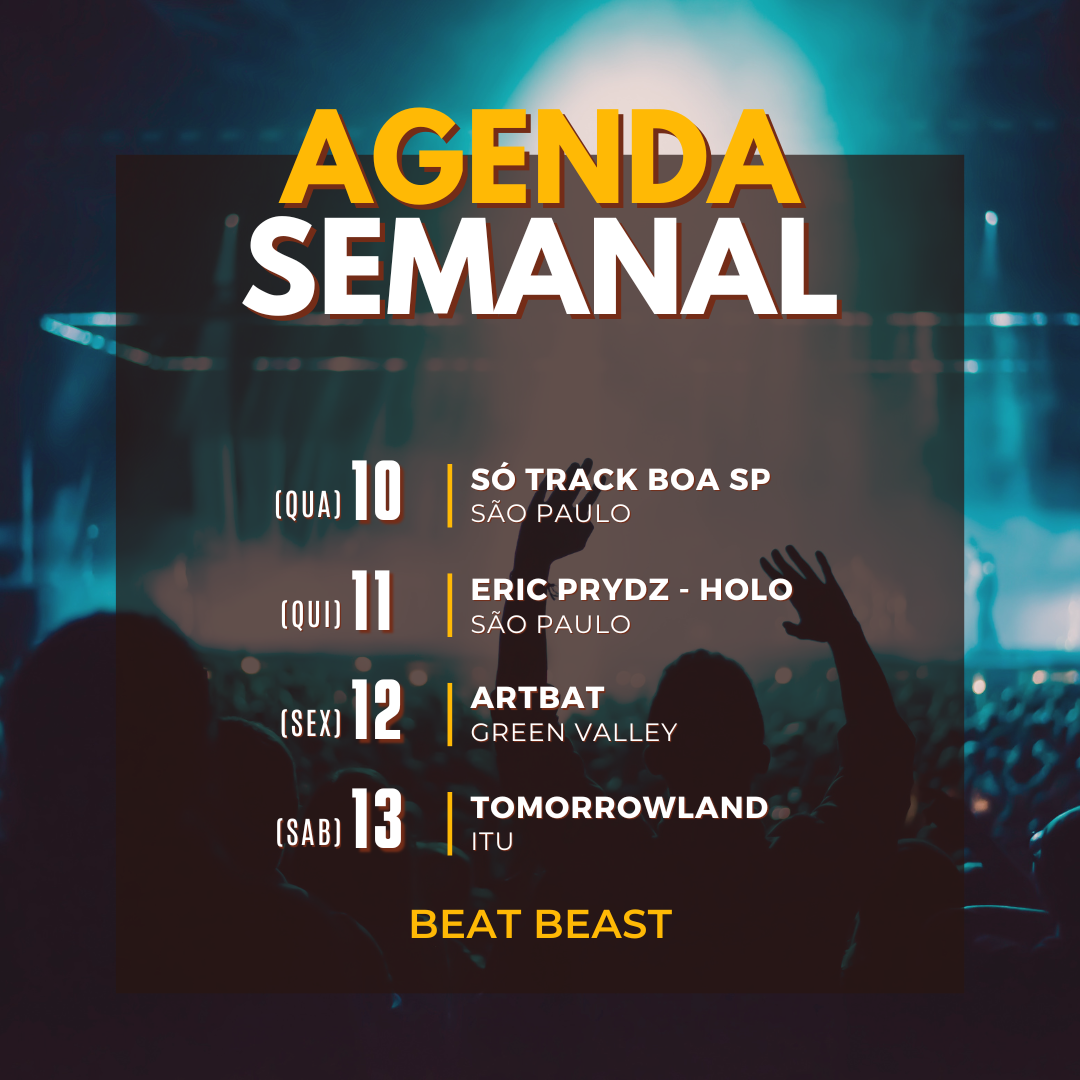 AGENDA
SEMANAL
(QUA) 10
SÓ TRACK BOA SP
SÃO PAULO
(QUI) 11
ERIC PRYDZ - HOLO
SÃO PAULO
(SEX) 12
ARTBAT
GREEN VALLEY
(SAB) 13
TOMORROWLAND
ITU
BEAT BEAST